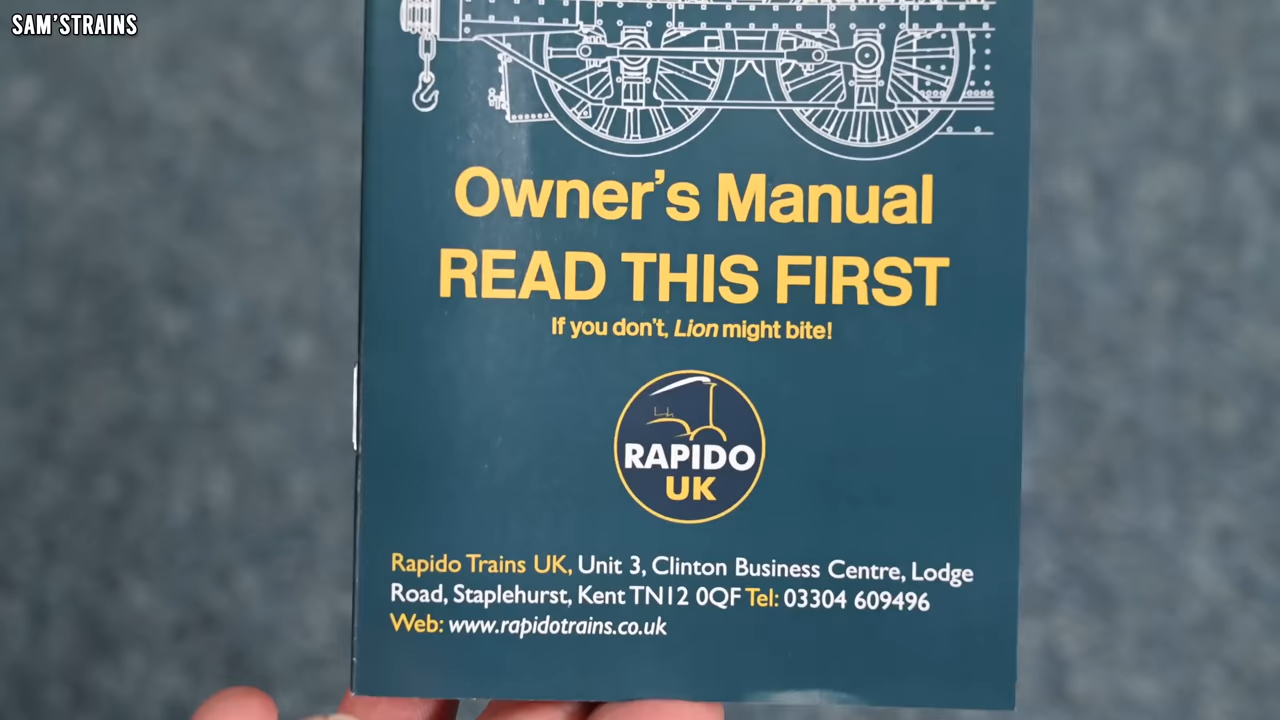 SAM'STRAINS
Owner's Manual
READ THIS FIRST
If you don't, Lion might bite!
RAPIDO
UK
Rapido Trains UK, Unit 3, Clinton Business Centre, Lodge
Road, Staplehurst, Kent TN12 0QF Tel: 03304 609496
Web: www.rapidotrains.co.uk